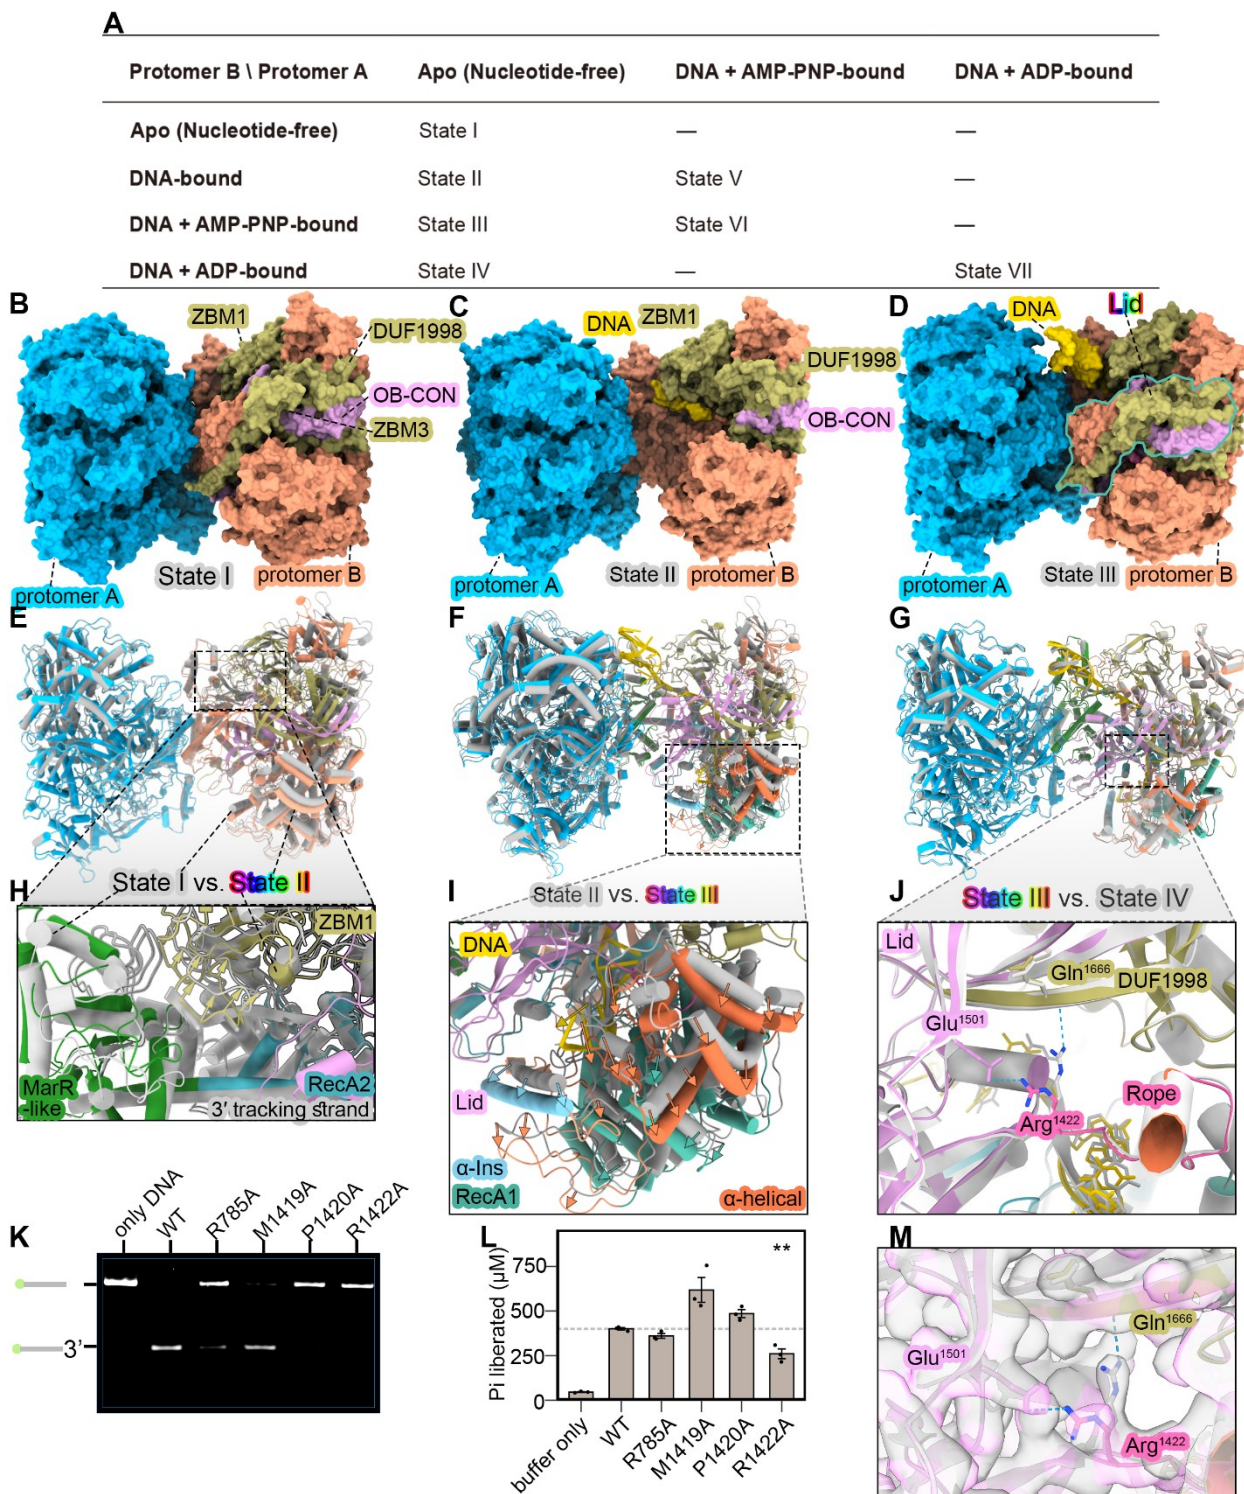 A
Protomer B \ Protomer A Apo (Nucleotide-free) DNA + AMP-PNP-bound DNA + ADP-bound
Apo (Nucleotide-free) State I — —
DNA-bound State II State V —
DNA + AMP-PNP-bound State III State VI —
DNA + ADP-bound State IV — State VII
B
ZBM1
DUF1998
OB-CON
ZBM3
protomer A
State I
protomer B
C
DNA
ZBM1
DUF1998
OB-CON
protomer A
State II
protomer B
D
DNA
Lid
protomer A
State III
protomer B
E
F
G
State I vs. State II
State II vs. State III
State III vs. State IV
H
ZBM1
MarR
-like
RecA2
3′ tracking strand
I
DNA
Lid
α-Ins
RecA1
α-helical
J
Lid
Gln1666
DUF1998
Glu1501
Rope
Arg1422
K
only DNA
WT
R785A
M1419A
P1420A
R1422A
3'
L
Pi liberated (µM)
750
500
250
0
**
buffer only
WT
R785A
M1419A
P1420A
R1422A
M
Gln1666
Glu1501
Arg1422